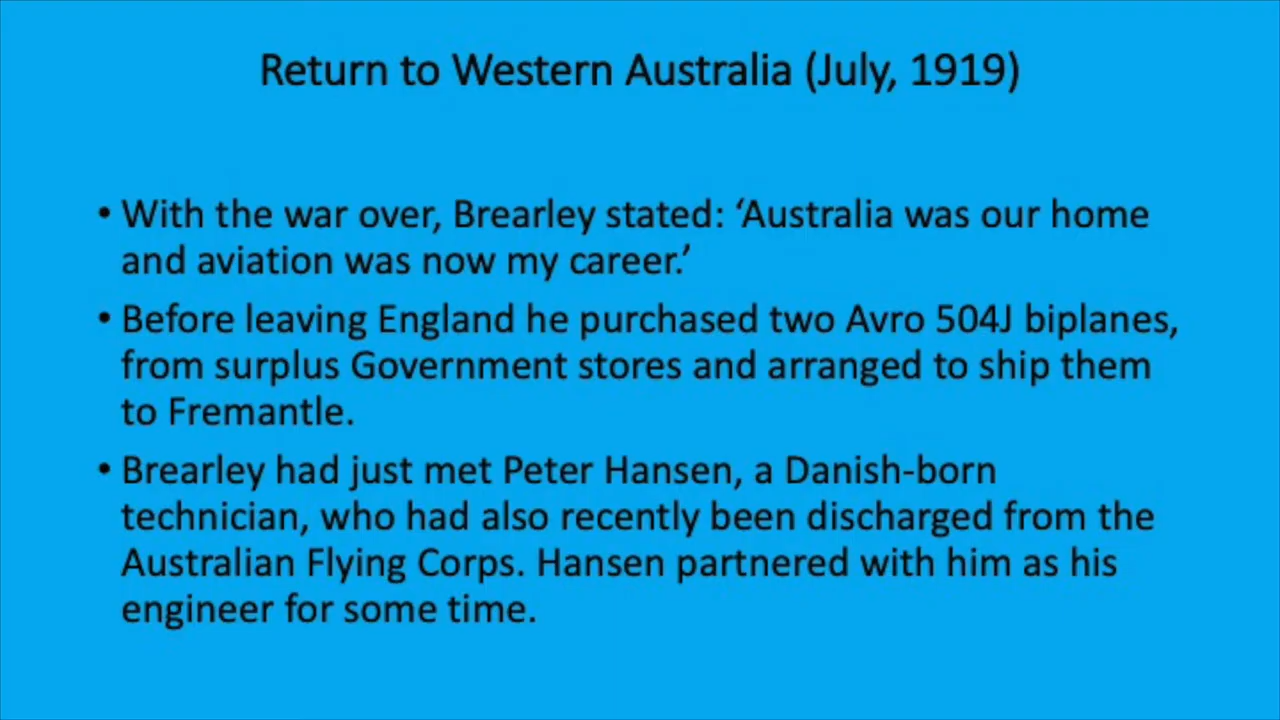 Return to Western Australia (July, 1919)
• With the war over, Brearley stated: ‘Australia was our home
and aviation was now my career.’
• Before leaving England he purchased two Avro 504J biplanes,
from surplus Government stores and arranged to ship them
to Fremantle.
• Brearley had just met Peter Hansen, a Danish-born
technician, who had also recently been discharged from the
Australian Flying Corps. Hansen partnered with him as his
engineer for some time.